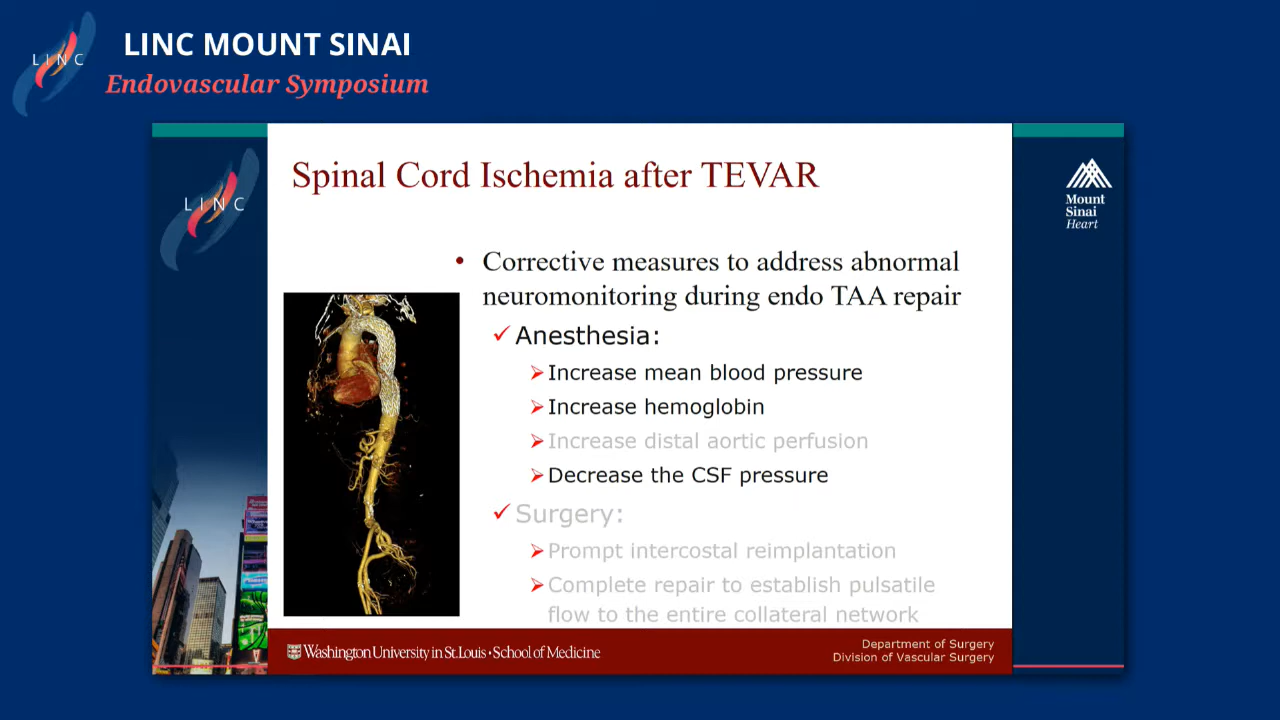 LINC MOUNT SINAI
LINC
Endovascular Symposium
Spinal Cord Ischemia after TEVAR
LINC
Mount
Sinai
Heart
• Corrective measures to address abnormal
neuromonitoring during endo TAA repair
✓ Anesthesia:
➢ Increase mean blood pressure
➢ Increase hemoglobin
➢ Increase distal aortic perfusion
➢ Decrease the CSF pressure
✓ Surgery:
➢ Prompt intercostal reimplantation
➢ Complete repair to establish pulsatile
flow to the entire collateral network
Washington University in St. Louis • School of Medicine
Department of Surgery
Division of Vascular Surgery